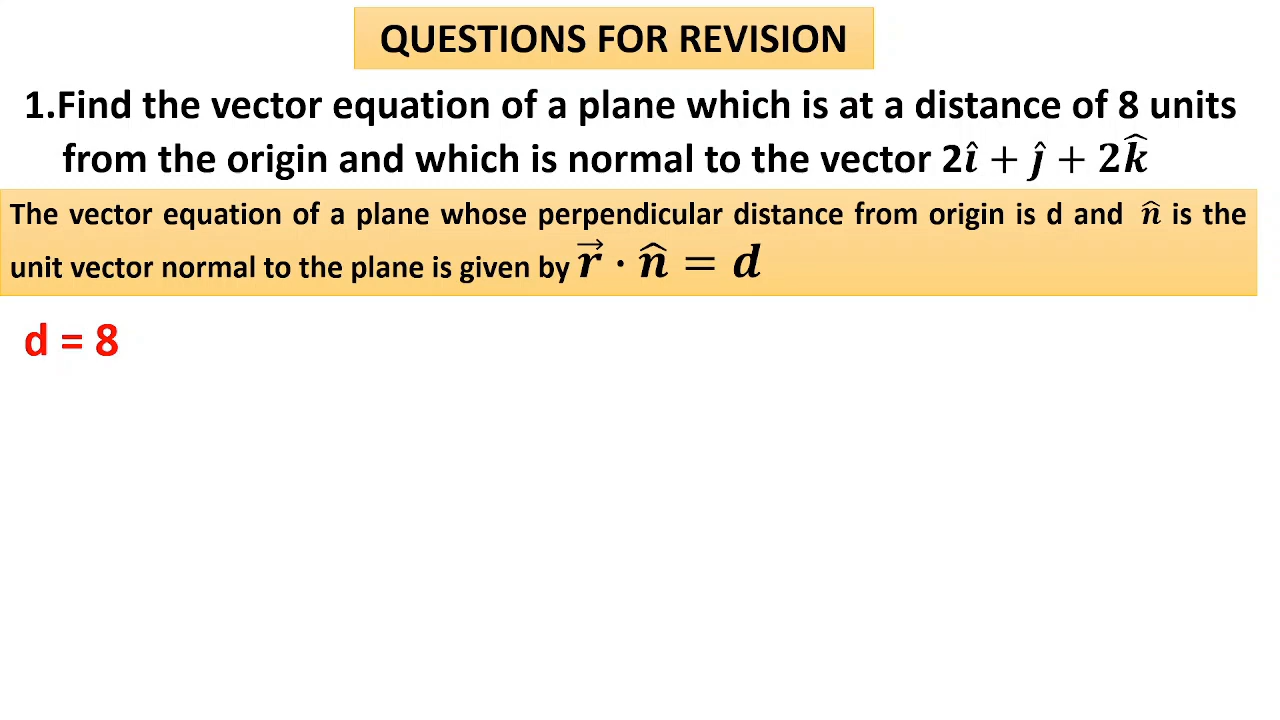 QUESTIONS FOR REVISION
1.Find the vector equation of a plane which is at a distance of 8 units
from the origin and which is normal to the vector 2î + ĵ + 2k̂
The vector equation of a plane whose perpendicular distance from origin is d and n̂ is the
unit vector normal to the plane is given by r⃗ · n̂ = d
d = 8